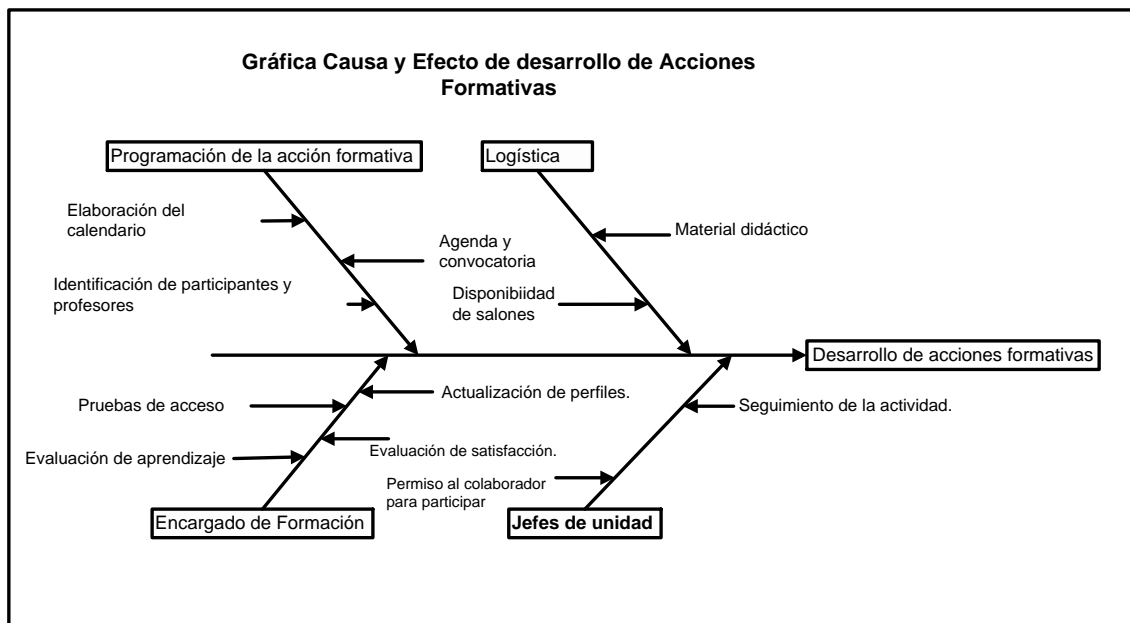 Gráfica Causa y Efecto de desarrollo de Acciones
Formativas
Programación de la acción formativa
Logística
Elaboración del
calendario
Material didáctico
Agenda y
convocatoria
Identificación de participantes y
profesores
Disponibiidad
de salones
Desarrollo de acciones formativas
Actualización de perfiles.
Pruebas de acceso
Seguimiento de la actividad.
Evaluación de satisfacción.
Evaluación de aprendizaje
Permiso al colaborador
para participar
Encargado de Formación
Jefes de unidad